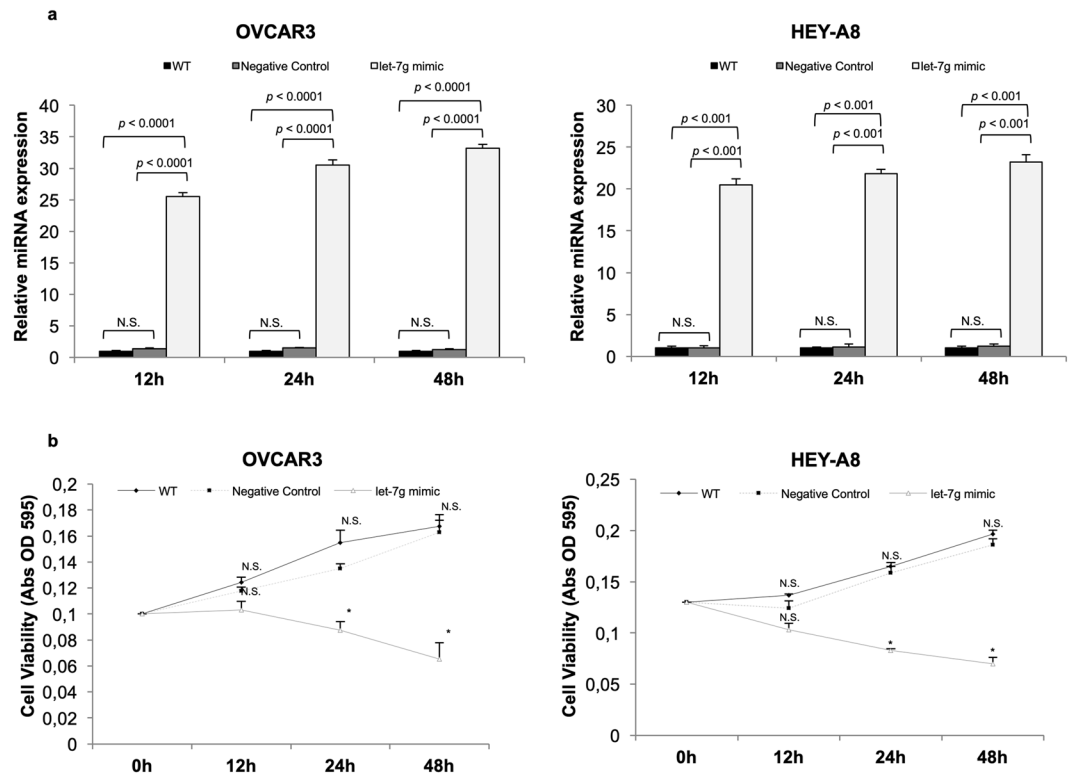 a
OVCAR3
WT Negative Control let-7g mimic
Relative miRNA expression
40
35
30
25
20
15
10
5
0
p < 0.0001
p < 0.0001
N.S.
p < 0.0001
p < 0.0001
N.S.
p < 0.0001
p < 0.0001
N.S.
12h 24h 48h
HEY-A8
WT Negative Control let-7g mimic
Relative miRNA expression
30
25
20
15
10
5
0
p < 0.001
p < 0.001
N.S.
p < 0.001
p < 0.001
N.S.
p < 0.001
p < 0.001
N.S.
12h 24h 48h
b
OVCAR3
WT Negative Control let-7g mimic
Cell Viability (Abs OD 595)
0,2
0,18
0,16
0,14
0,12
0,1
0,08
0,06
0,04
0,02
0
N.S.
N.S.
N.S.
N.S.
*
*
0h 12h 24h 48h
HEY-A8
WT Negative Control let-7g mimic
Cell Viability (Abs OD 595)
0,25
0,2
0,15
0,1
0,05
0
N.S.
N.S.
N.S.
N.S.
*
*
0h 12h 24h 48h